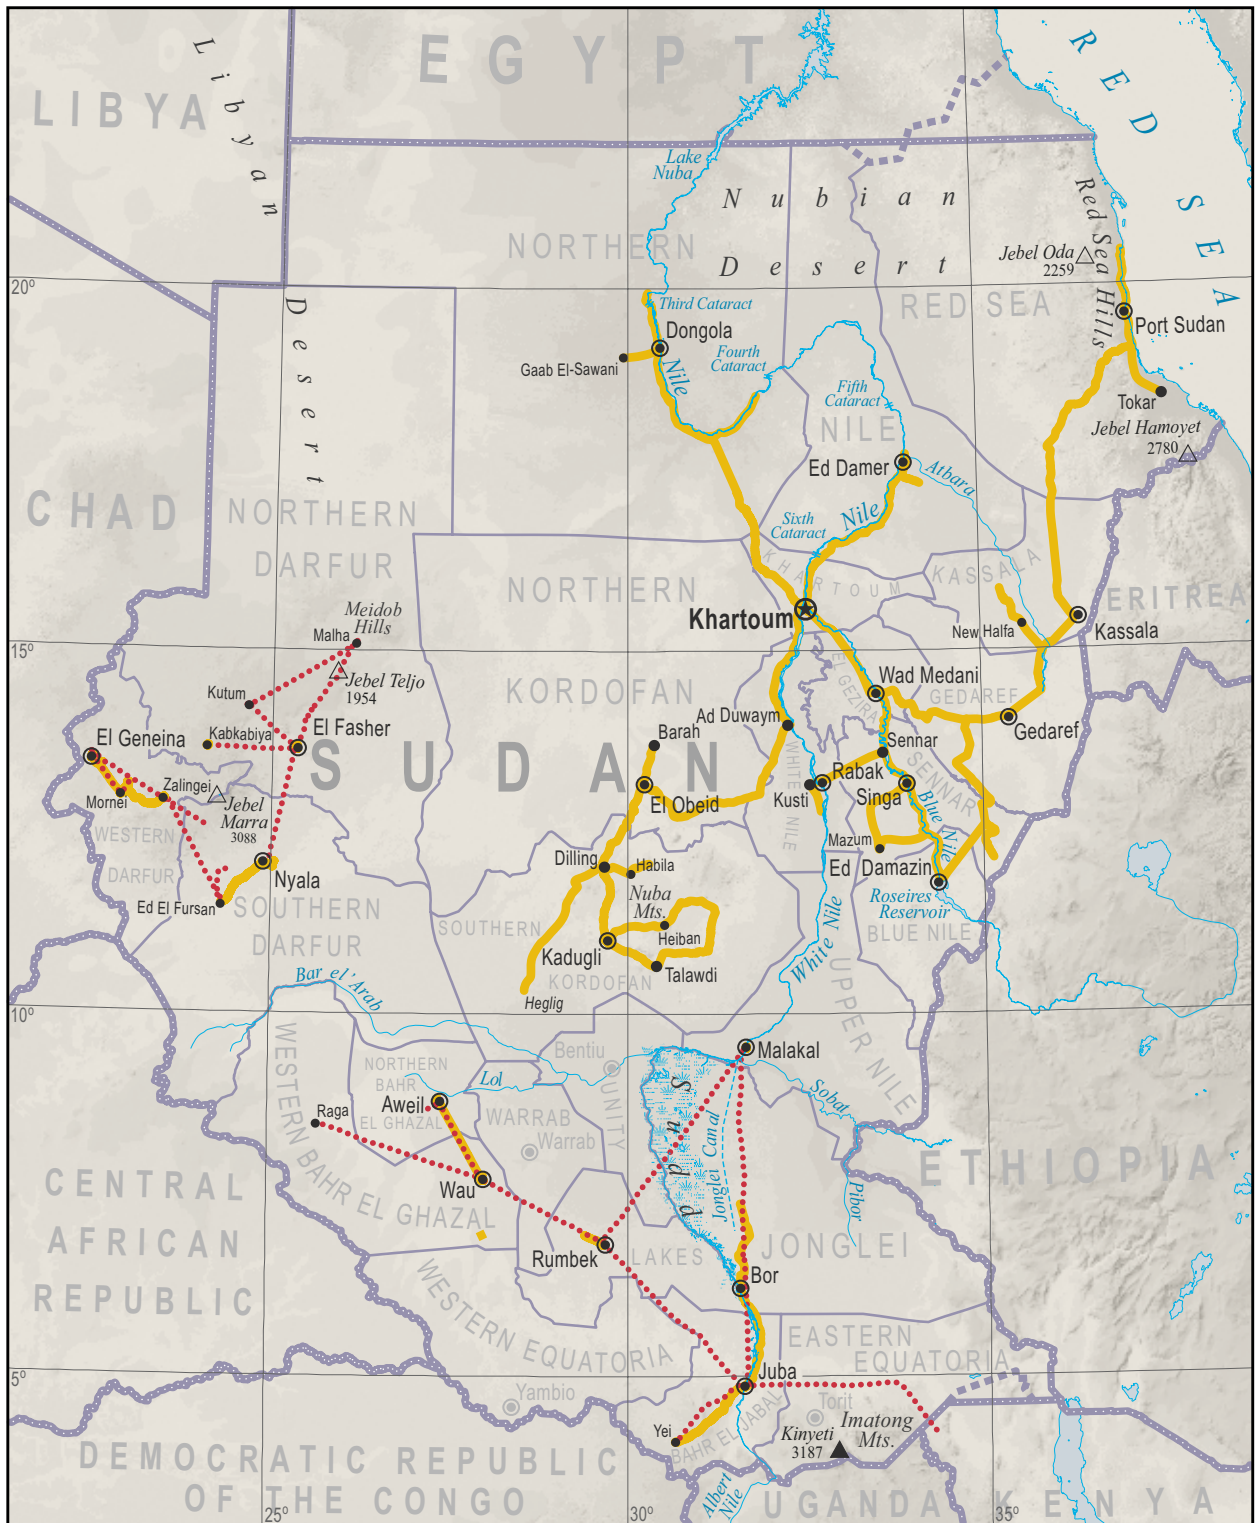 EGYPT
LIBYA
Libyan
Desert
RED SEA
Lake
Nuba
Nubian
Desert
Red Sea Hills
NORTHERN
Jebel Oda
2259
RED SEA
20°
Third Cataract
Dongola
Port Sudan
Gaab El-Sawani
Nile
Fourth
Cataract
Fifth
Cataract
Tokar
Jebel Hamoyet
2780
NILE
Ed Damer
Atbara
CHAD
NORTHERN
DARFUR
Sixth
Cataract
Nile
KHARTOUM
KASSALA
NORTHERN
KORDOFAN
ERITREA
Meidob
Hills
Malha
Khartoum
New Halfa
Kassala
15°
Jebel Teljo
1954
Kutum
EL GEZIRA
Wad Medani
GEDAREF
Gedaref
El Geneina
Kabkabiya
El Fasher
Ad Duwaym
Barah
Sennar
SUDAN
WHITE NILE
SENNAR
Mornei
Zalingei
Jebel
Marra
3088
El Obeid
Rabak
Kusti
Singa
Blue Nile
WESTERN
DARFUR
Mazum
Dilling
Habila
Ed Damazin
Nyala
Ed El Fursan
Nuba
Mts.
Roseires
Reservoir
SOUTHERN
DARFUR
SOUTHERN
KORDOFAN
Heiban
BLUE NILE
Kadugli
Talawdi
White Nile
Bar el'Arab
Heglig
UPPER NILE
10°
Malakal
Bentiu
NORTHERN
BAHR
EL GHAZAL
Lol
Sudd
Sobat
WESTERN BAHR EL GHAZAL
Aweil
Raga
WARRAB
Warrab
UNITY
Jonglei Canal
Pibor
ETHIOPIA
CENTRAL
AFRICAN
REPUBLIC
Wau
Rumbek
LAKES
JONGLEI
Bor
WESTERN EQUATORIA
EASTERN
EQUATORIA
5°
Juba
Yambio
Torit
Yei
BAHR EL JABAL
Kinyeti
3187
Imatong
Mts.
DEMOCRATIC REPUBLIC
OF THE CONGO
Albert
Nile
UGANDA
KENYA
25°
30°
35°